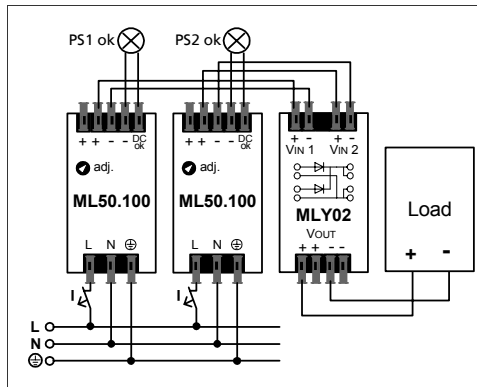 PS1 ok PS2 ok
+ + - - DC ok
+ + - - DC ok
+ - + -
VIN 1 VIN 2
adj.
adj.
ML50.100
ML50.100
MLY02
Load
VOUT
+ + - -
+ -
L N
L N
I
I
L
N